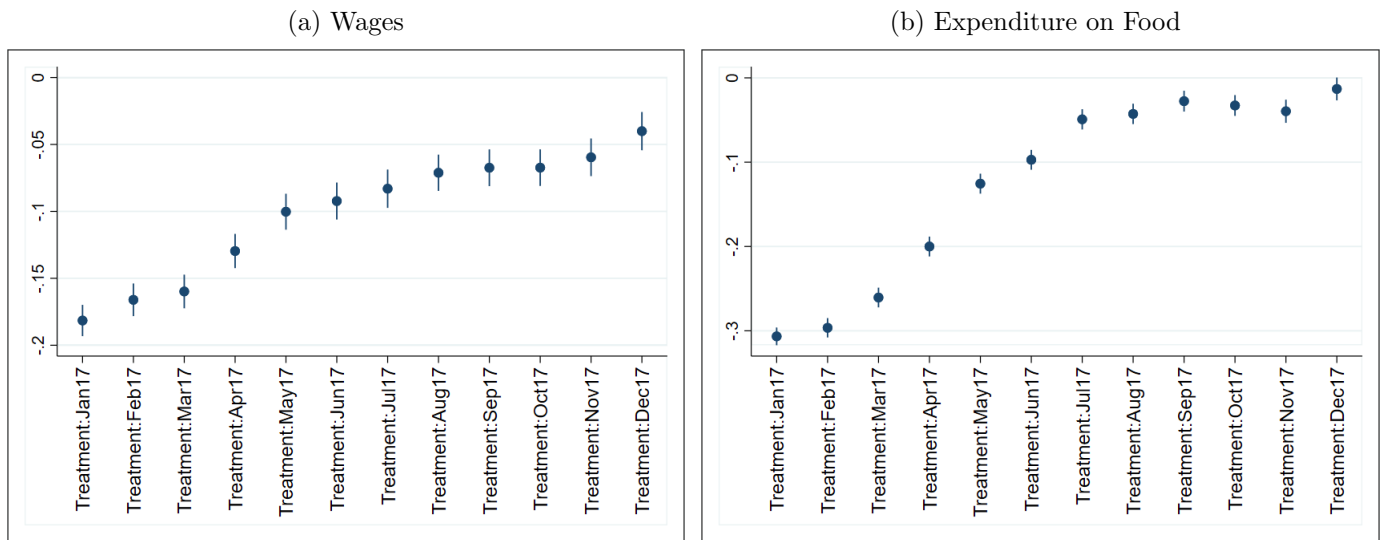 (a) Wages
0
-.05
-.1
-.15
-.2
Treatment:Jan17
Treatment:Feb17
Treatment:Mar17
Treatment:Apr17
Treatment:May17
Treatment:Jun17
Treatment:Jul17
Treatment:Aug17
Treatment:Sep17
Treatment:Oct17
Treatment:Nov17
Treatment:Dec17
(b) Expenditure on Food
0
-.1
-.2
-.3
Treatment:Jan17
Treatment:Feb17
Treatment:Mar17
Treatment:Apr17
Treatment:May17
Treatment:Jun17
Treatment:Jul17
Treatment:Aug17
Treatment:Sep17
Treatment:Oct17
Treatment:Nov17
Treatment:Dec17